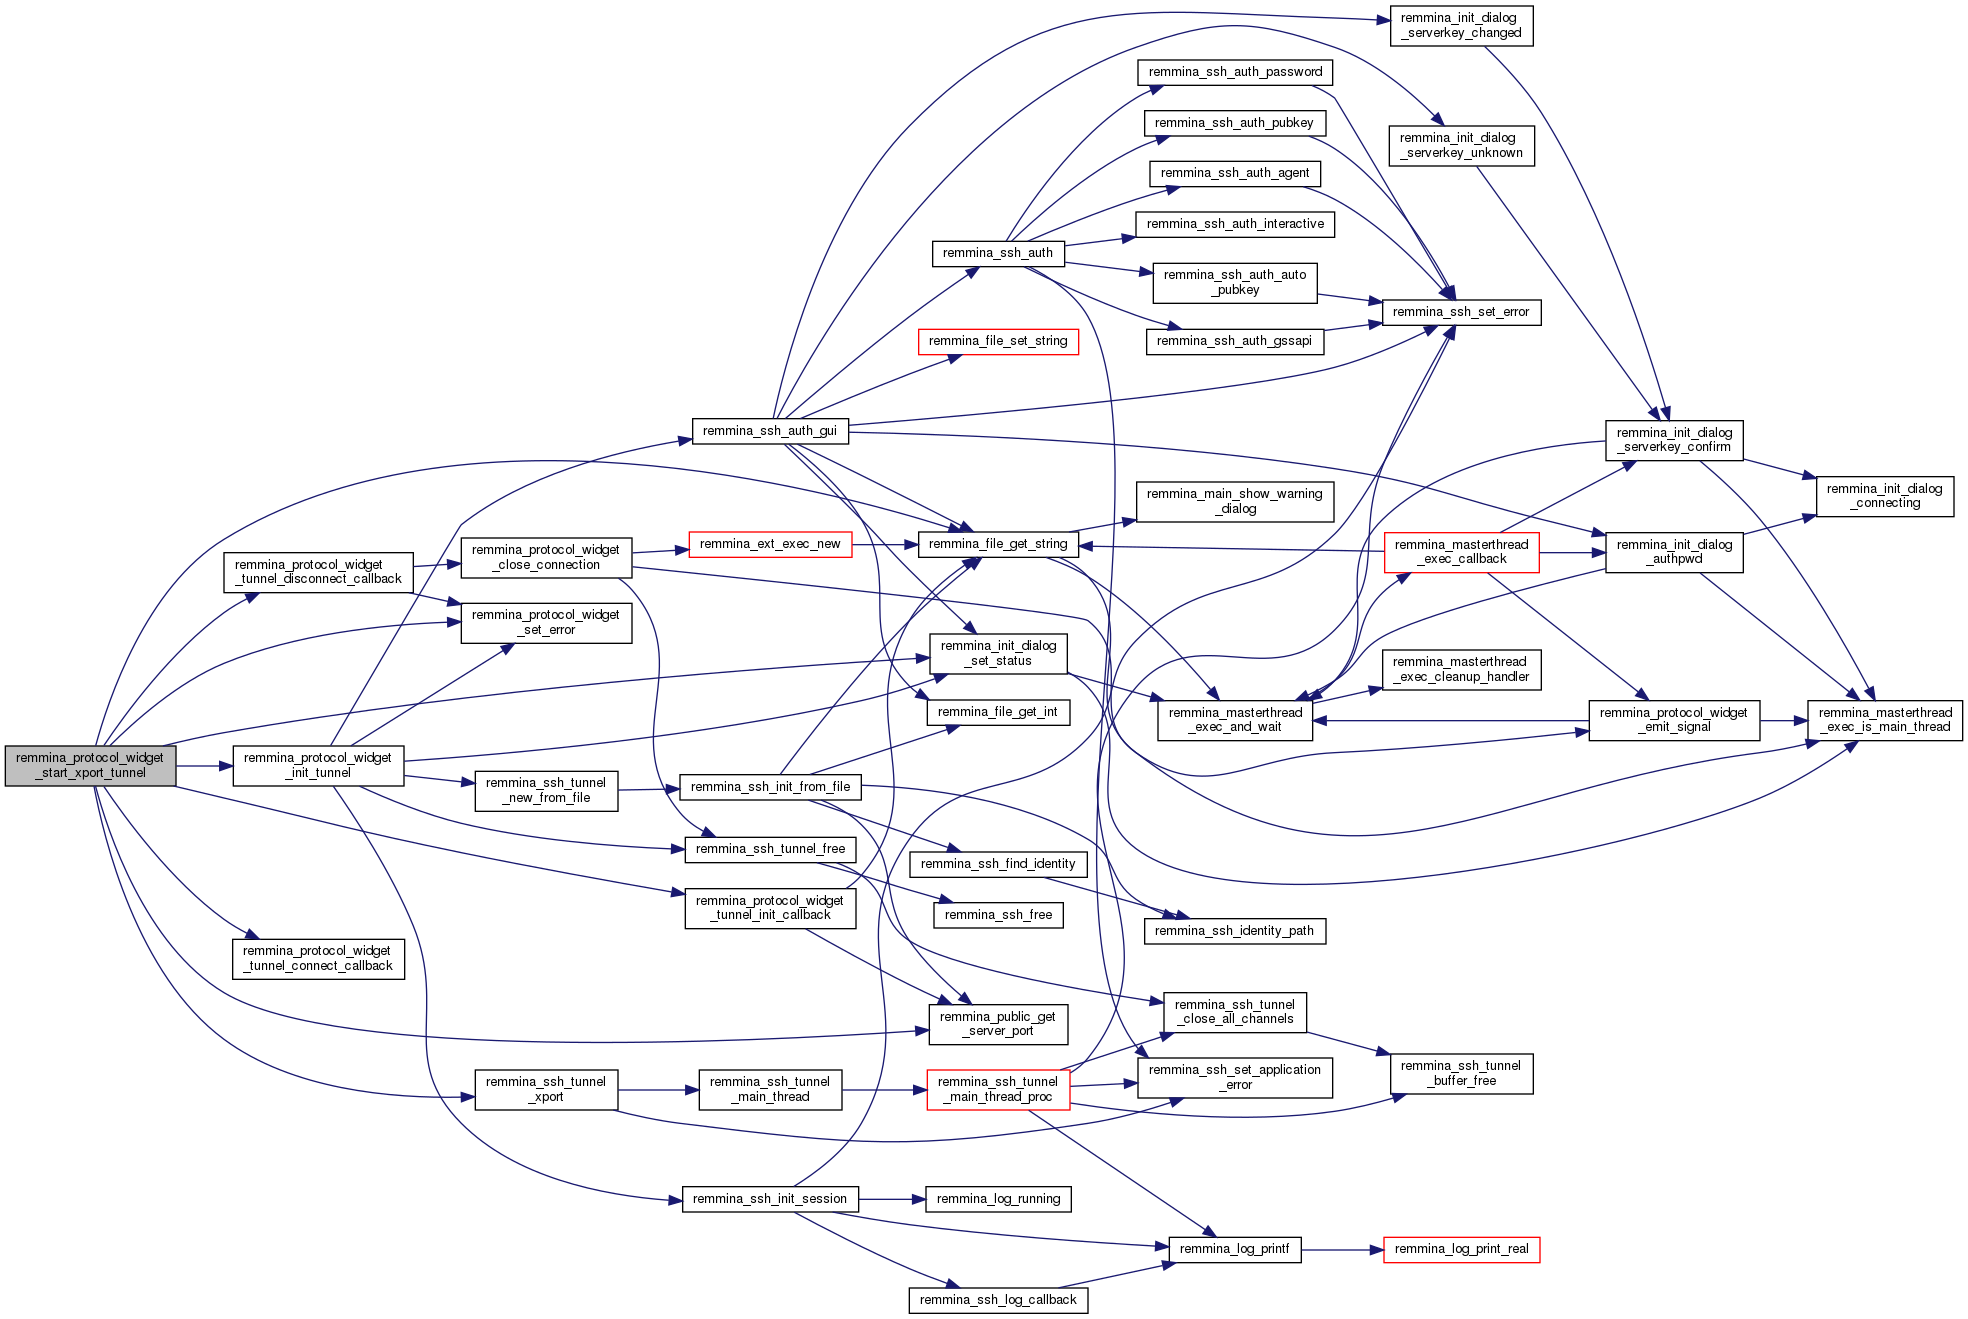 remmina_init_dialog
_serverkey_changed
remmina_ssh_auth_password
remmina_ssh_auth_pubkey
remmina_init_dialog
_serverkey_unknown
remmina_ssh_auth_agent
remmina_ssh_auth_interactive
remmina_ssh_auth
remmina_ssh_auth_auto
_pubkey
remmina_ssh_set_error
remmina_file_set_string
remmina_ssh_auth_gssapi
remmina_ssh_auth_gui
remmina_init_dialog
_serverkey_confirm
remmina_main_show_warning
_dialog
remmina_init_dialog
_connecting
remmina_protocol_widget
_tunnel_disconnect_callback
remmina_protocol_widget
_close_connection
remmina_ext_exec_new
remmina_file_get_string
remmina_masterthread
_exec_callback
remmina_init_dialog
_authpwd
remmina_protocol_widget
_set_error
remmina_init_dialog
_set_status
remmina_masterthread
_exec_cleanup_handler
remmina_file_get_int
remmina_masterthread
_exec_and_wait
remmina_protocol_widget
_emit_signal
remmina_masterthread
_exec_is_main_thread
remmina_protocol_widget
_start_xport_tunnel
remmina_protocol_widget
_init_tunnel
remmina_ssh_tunnel
_new_from_file
remmina_ssh_init_from_file
remmina_ssh_tunnel_free
remmina_ssh_find_identity
remmina_protocol_widget
_tunnel_init_callback
remmina_ssh_free
remmina_ssh_identity_path
remmina_protocol_widget
_tunnel_connect_callback
remmina_public_get
_server_port
remmina_ssh_tunnel
_close_all_channels
remmina_ssh_tunnel
_xport
remmina_ssh_tunnel
_main_thread
remmina_ssh_tunnel
_main_thread_proc
remmina_ssh_set_application
_error
remmina_ssh_tunnel
_buffer_free
remmina_ssh_init_session
remmina_log_running
remmina_log_printf
remmina_log_print_real
remmina_ssh_log_callback